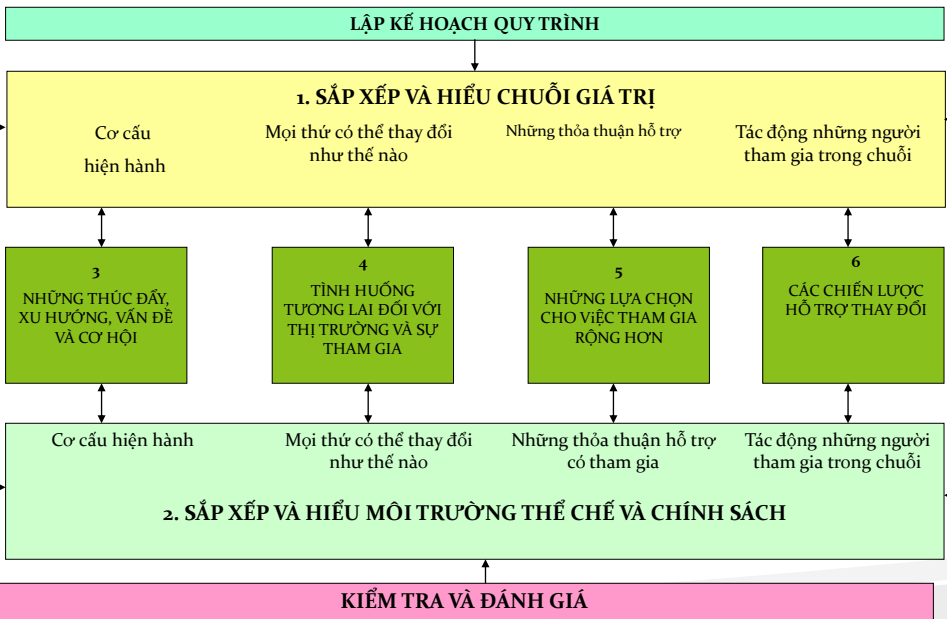 LẬP KẾ HOẠCH QUY TRÌNH
1. SẮP XẾP VÀ HIỂU CHUỖI GIÁ TRỊ
Cơ cấu
hiện hành
Mọi thứ có thể thay đổi
như thế nào
Những thỏa thuận hỗ trợ
Tác động những người
tham gia trong chuỗi
3
NHỮNG THÚC ĐẨY,
XU HƯỚNG, VẤN ĐỀ
VÀ CƠ HỘI
4
TÌNH HUỐNG
TƯƠNG LAI ĐỐI VỚI
THỊ TRƯỜNG VÀ SỰ
THAM GIA
5
NHỮNG LỰA CHỌN
CHO ViỆC THAM GIA
RỘNG HƠN
6
CÁC CHIẾN LƯỢC
HỖ TRỢ THAY ĐỔI
Cơ cấu hiện hành
Mọi thứ có thể thay đổi
như thế nào
Những thỏa thuận hỗ trợ
có tham gia
Tác động những người
tham gia trong chuỗi
2. SẮP XẾP VÀ HIỂU MÔI TRƯỜNG THỂ CHẾ VÀ CHÍNH SÁCH
KIỂM TRA VÀ ĐÁNH GIÁ